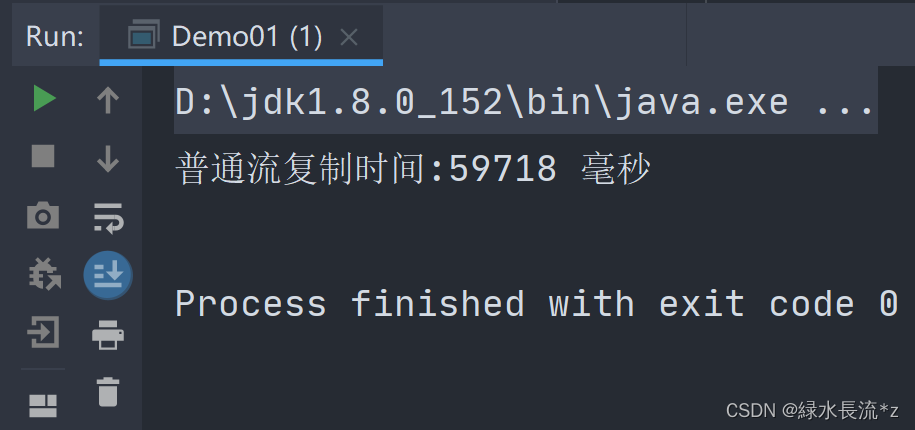 Run: Demo01 (1)
D:\jdk1.8.0_152\bin\java.exe ...
普通流复制时间:59718 毫秒
Process finished with exit code 0
CSDN @緑水長流*z